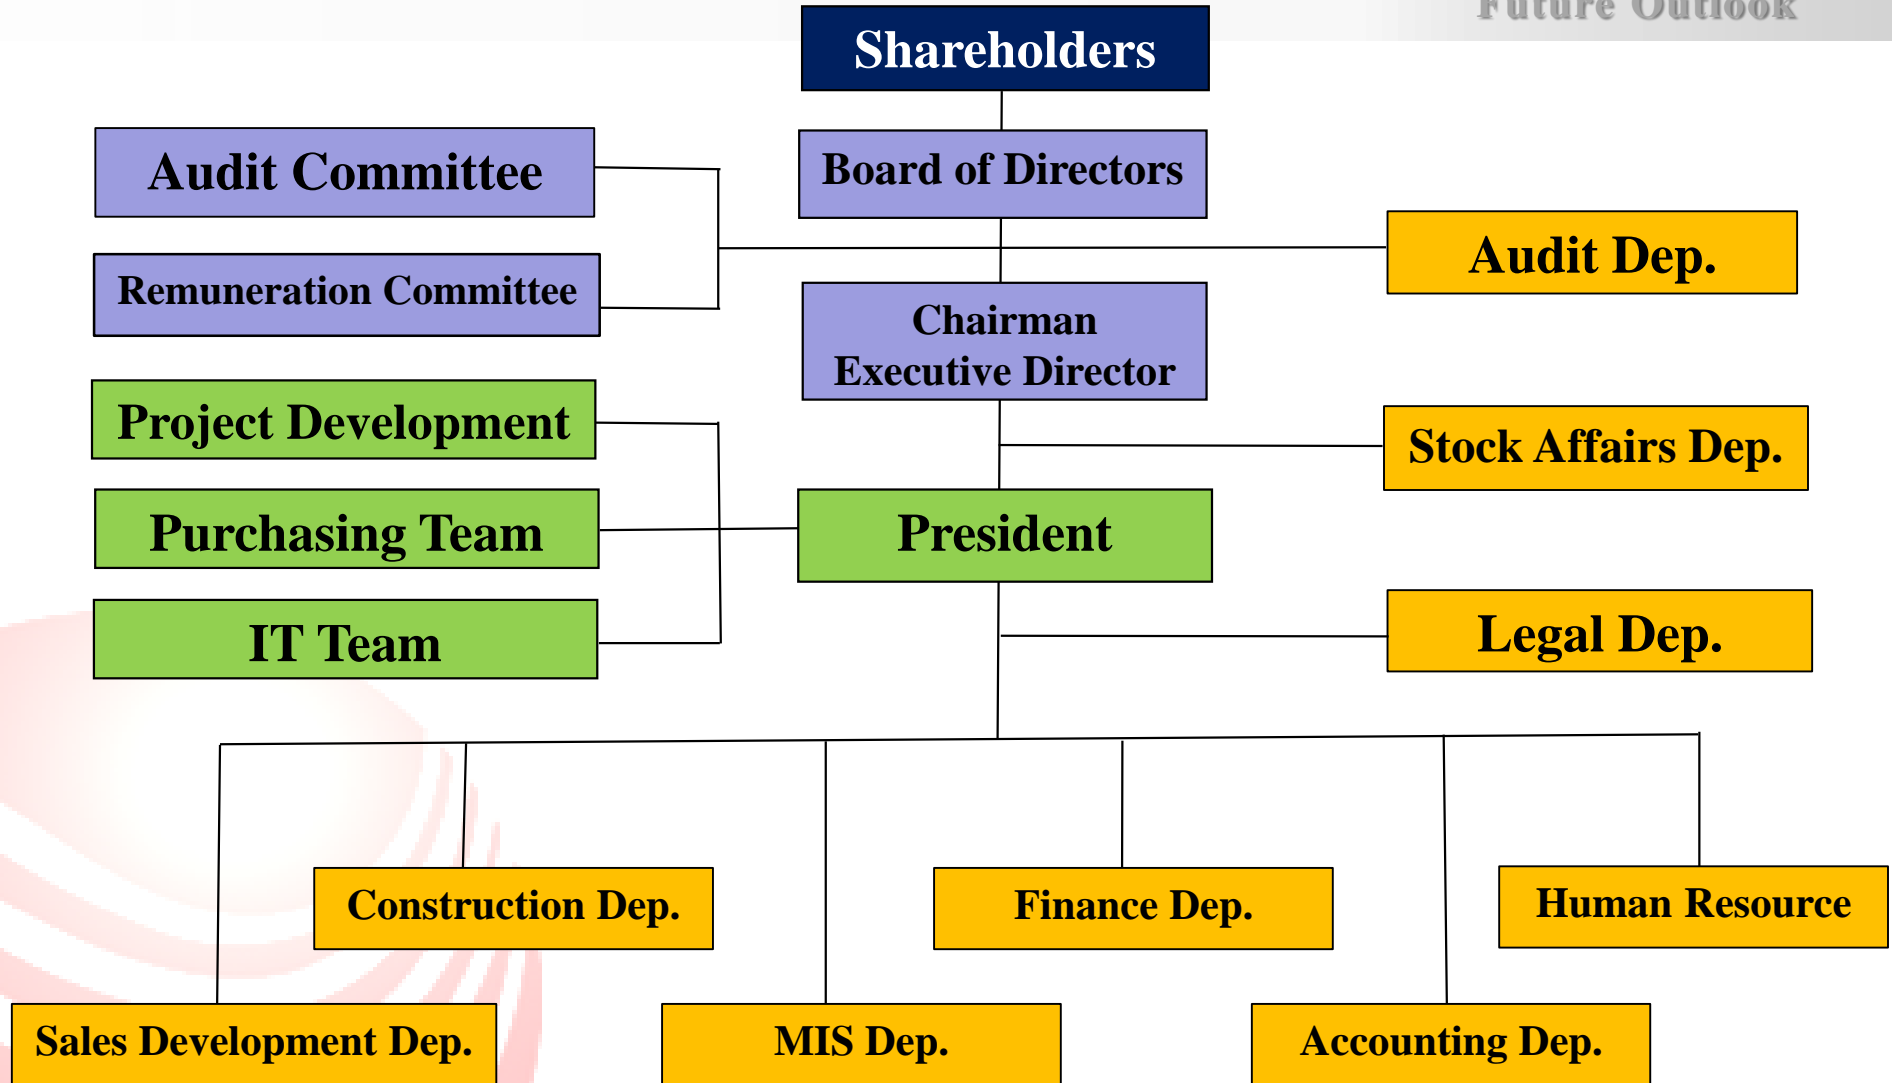 Future Outlook
Shareholders
Audit Committee
Board of Directors
Audit Dep.
Remuneration Committee
Chairman
Executive Director
Project Development
Stock Affairs Dep.
Purchasing Team
President
IT Team
Legal Dep.
Construction Dep.
Finance Dep.
Human Resource
Sales Development Dep.
MIS Dep.
Accounting Dep.